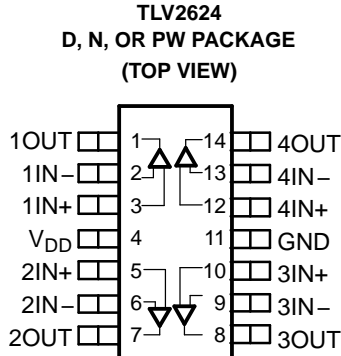 TLV2624
D, N, OR PW PACKAGE
(TOP VIEW)
1OUT 1 14 4OUT
1IN− 2 13 4IN−
1IN+ 3 12 4IN+
VDD 4 11 GND
2IN+ 5 10 3IN+
2IN− 6 9 3IN−
2OUT 7 8 3OUT